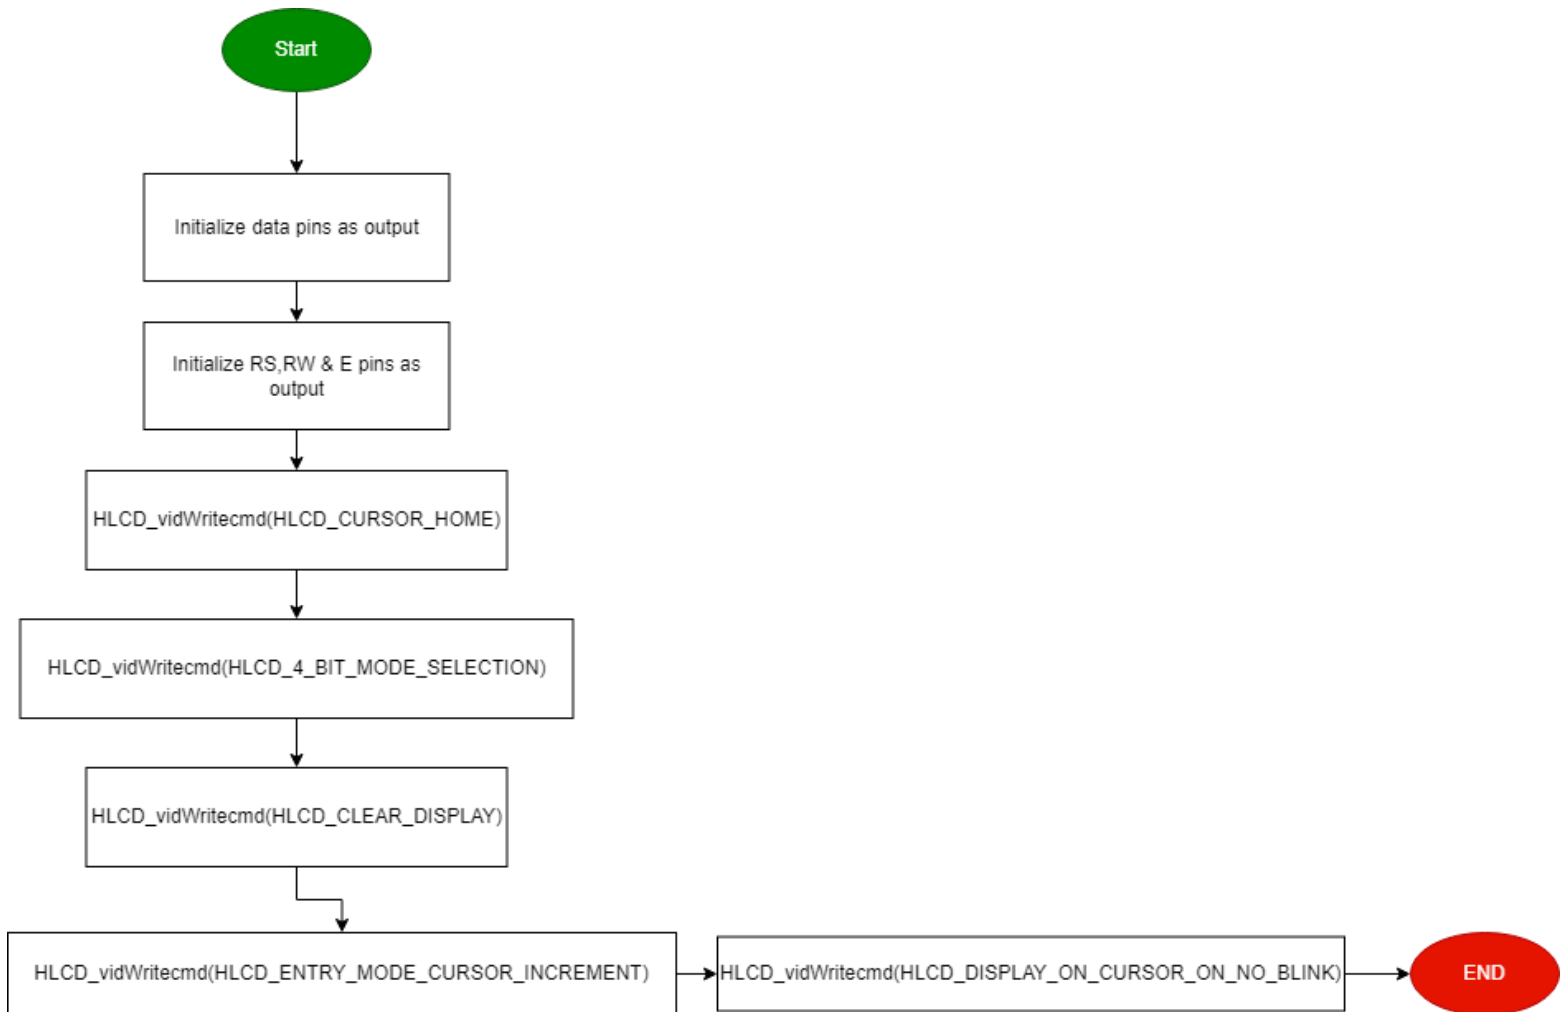 Start
Initialize data pins as output
Initialize RS,RW & E pins as
output
HLCD_vidWritecmd(HLCD_CURSOR_HOME)
HLCD_vidWritecmd(HLCD_4_BIT_MODE_SELECTION)
HLCD_vidWritecmd(HLCD_CLEAR_DISPLAY)
HLCD_vidWritecmd(HLCD_ENTRY_MODE_CURSOR_INCREMENT)
HLCD_vidWritecmd(HLCD_DISPLAY_ON_CURSOR_ON_NO_BLINK)
END